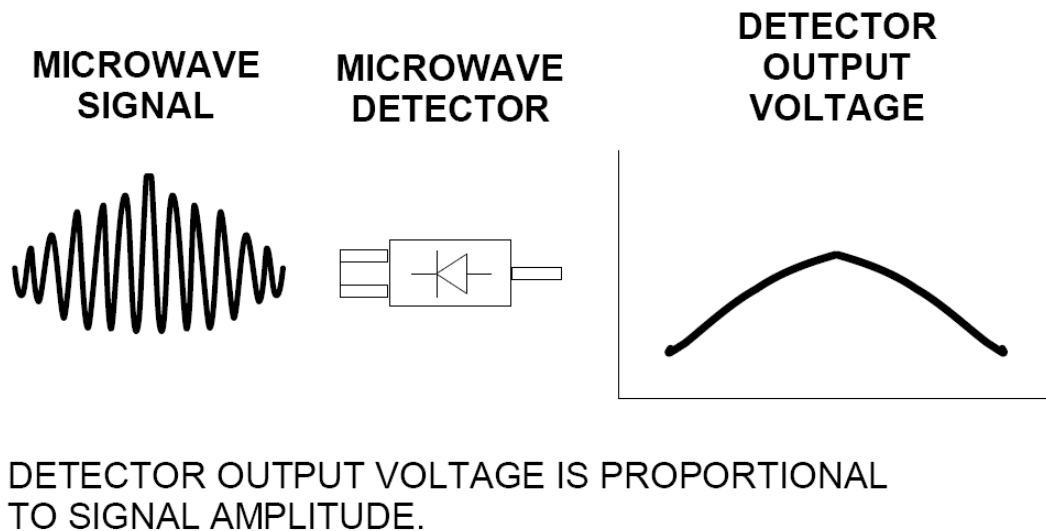 MICROWAVE
SIGNAL
MICROWAVE
DETECTOR
DETECTOR
OUTPUT
VOLTAGE
DETECTOR OUTPUT VOLTAGE IS PROPORTIONAL
TO SIGNAL AMPLITUDE.